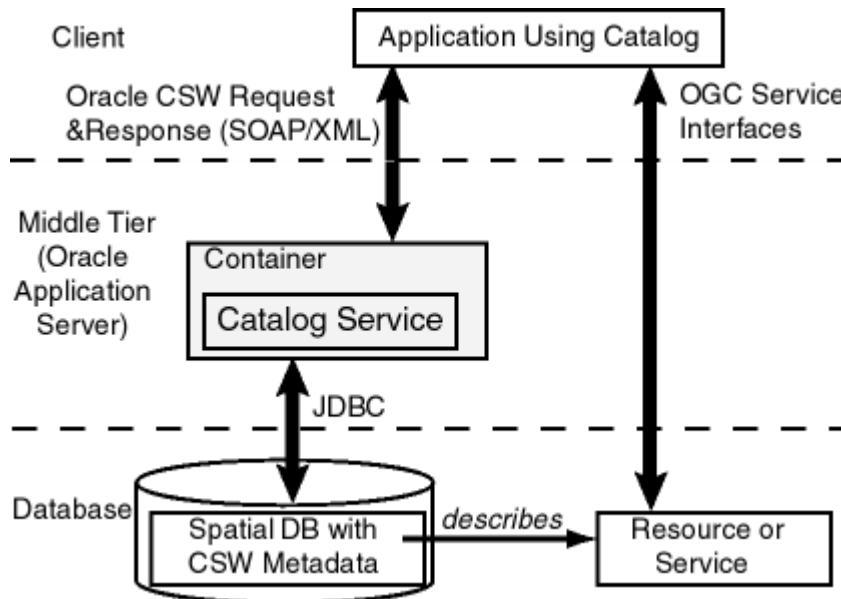 Client
Application Using Catalog
Oracle CSW Request
&Response (SOAP/XML)
OGC Service
Interfaces
Middle Tier
(Oracle
Application
Server)
Container
Catalog Service
JDBC
Database
Spatial DB with
CSW Metadata
describes
Resource or
Service